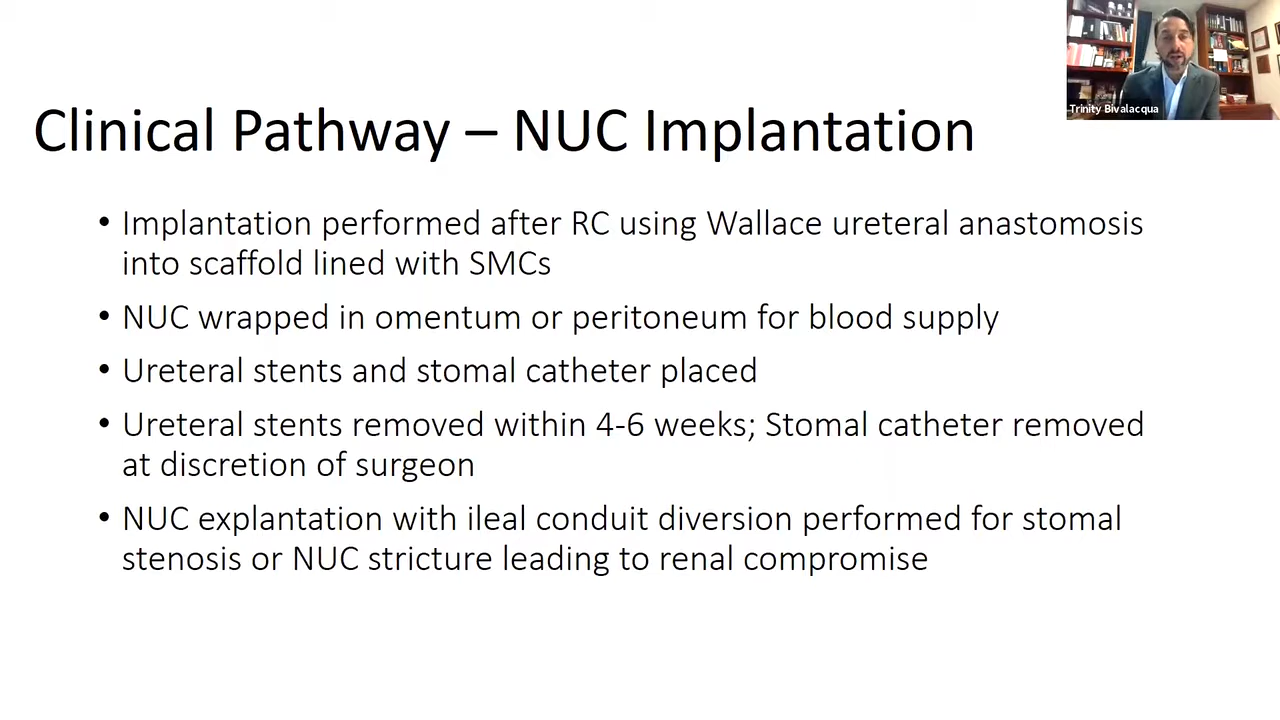 Trinity Bivalacqua
Clinical Pathway – NUC Implantation
• Implantation performed after RC using Wallace ureteral anastomosis
into scaffold lined with SMCs
• NUC wrapped in omentum or peritoneum for blood supply
• Ureteral stents and stomal catheter placed
• Ureteral stents removed within 4-6 weeks; Stomal catheter removed
at discretion of surgeon
• NUC explantation with ileal conduit diversion performed for stomal
stenosis or NUC stricture leading to renal compromise